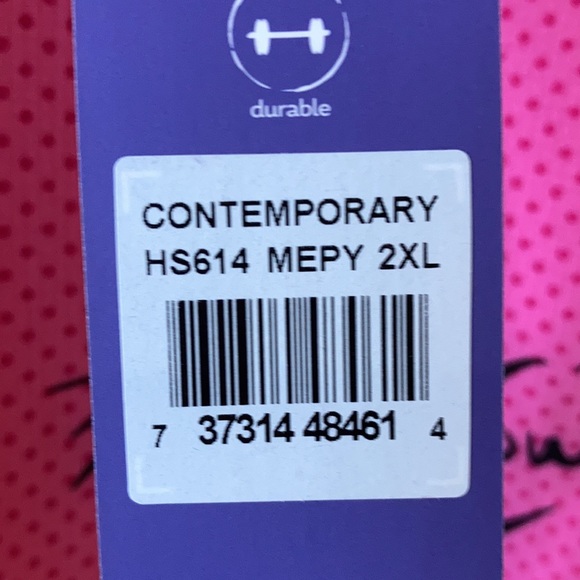 durable
CONTEMPORARY
HS614 MEPY 2XL
7 37314 48461 4